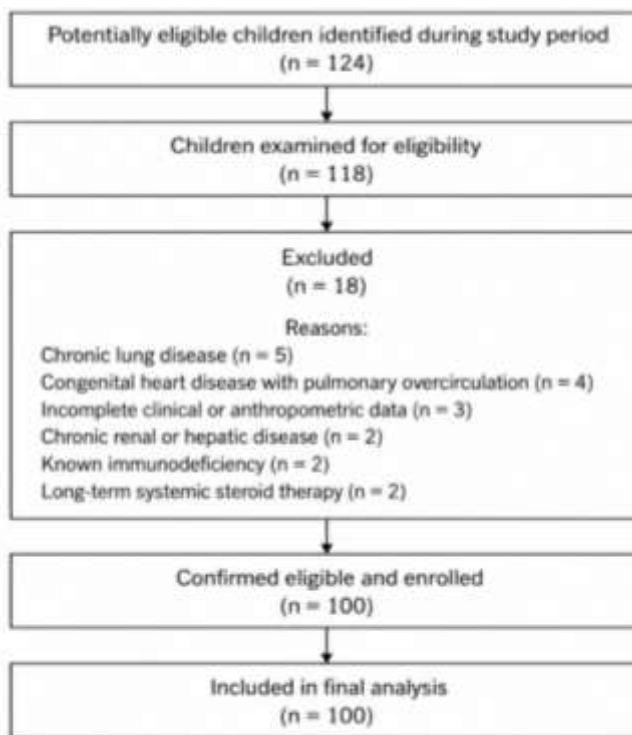 Potentially eligible children identified during study period
(n = 124)
Children examined for eligibility
(n = 118)
Excluded
(n = 18)
Reasons:
Chronic lung disease (n = 5)
Congenital heart disease with pulmonary overcirculation (n = 4)
Incomplete clinical or anthropometric data (n = 3)
Chronic renal or hepatic disease (n = 2)
Known immunodeficiency (n = 2)
Long-term systemic steroid therapy (n = 2)
Confirmed eligible and enrolled
(n = 100)
Included in final analysis
(n = 100)